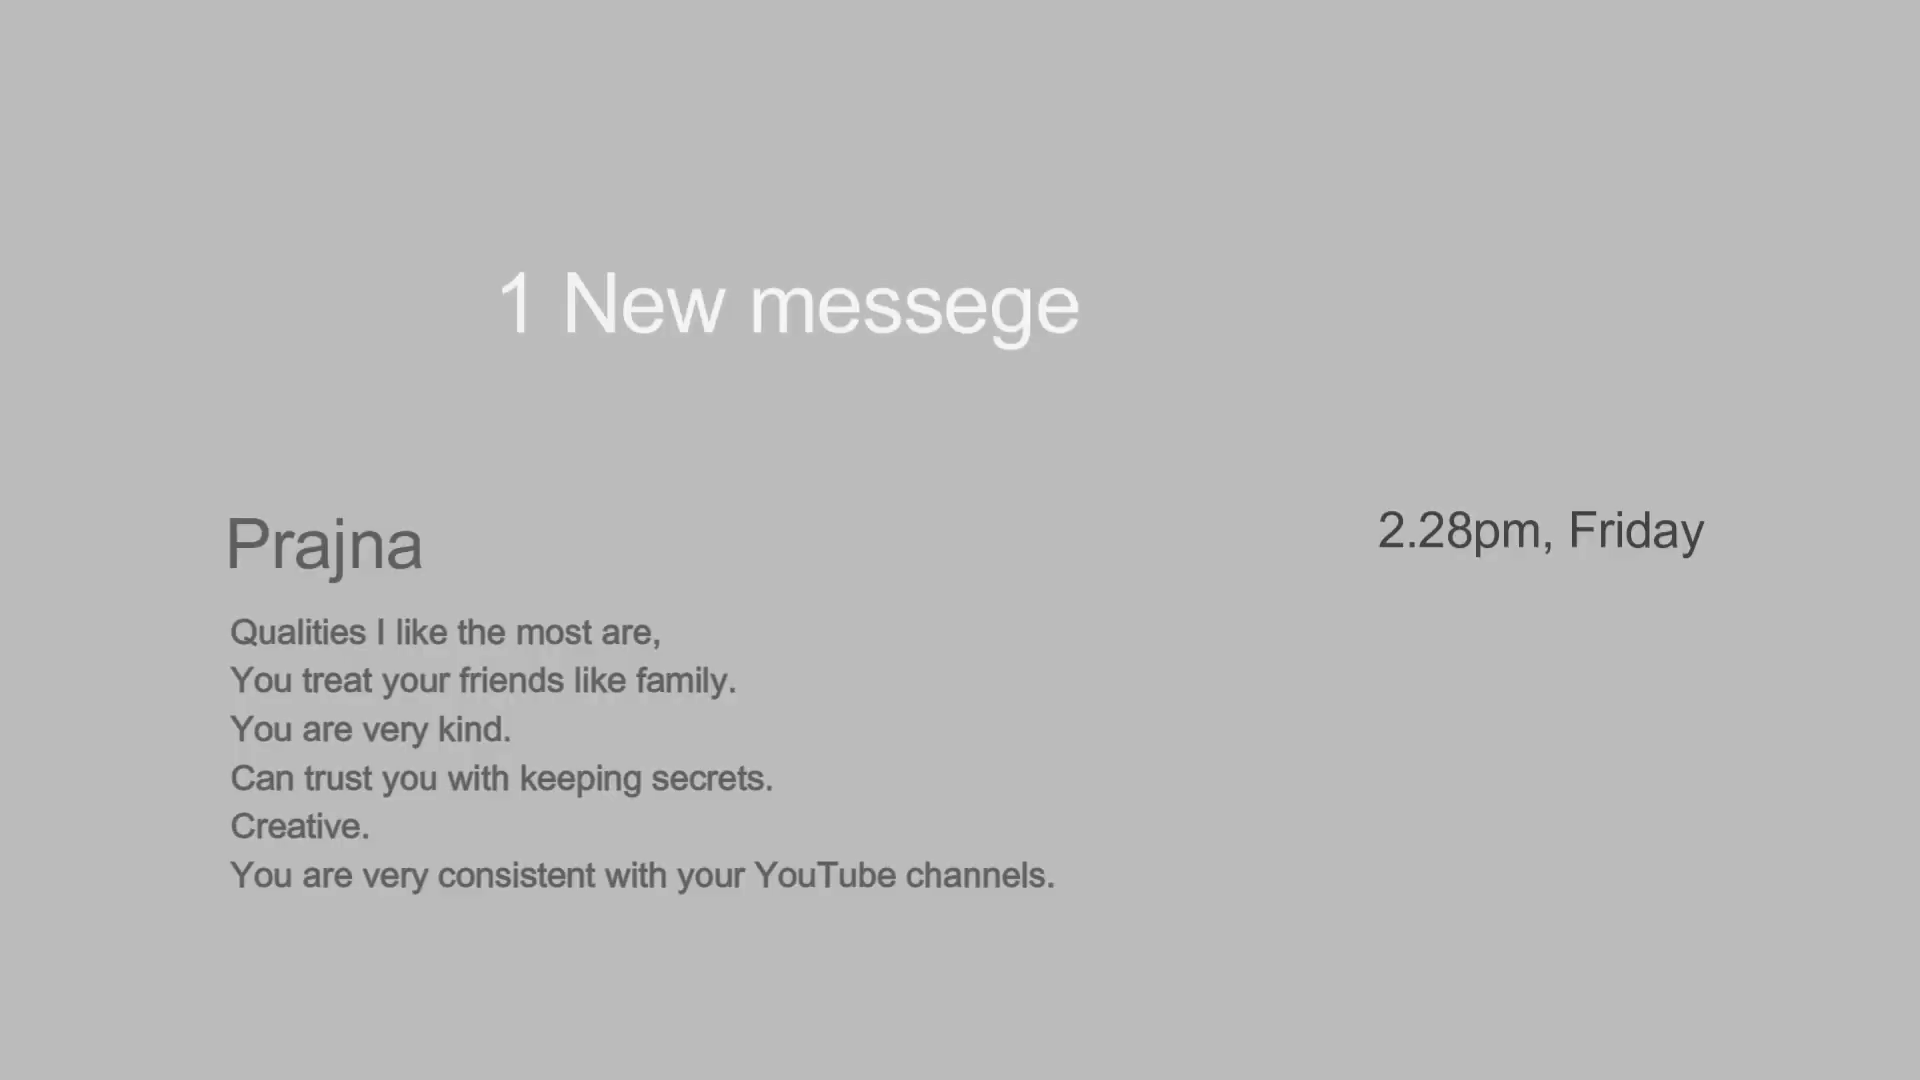 1 New messege
Prajna
2.28pm, Friday
Qualities I like the most are,
You treat your friends like family.
You are very kind.
Can trust you with keeping secrets.
Creative.
You are very consistent with your YouTube channels.